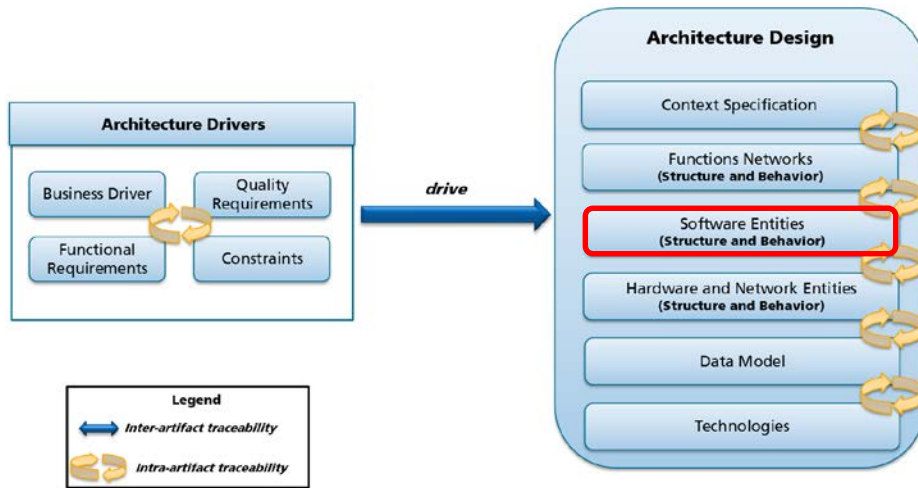 Architecture Drivers
Business Driver
Quality
Requirements
Functional
Requirements
Constraints
drive
Architecture Design
Context Specification
Functions Networks
(Structure and Behavior)
Software Entities
(Structure and Behavior)
Hardware and Network Entities
(Structure and Behavior)
Data Model
Technologies
Legend
Inter-artifact traceability
Intra-artifact traceability